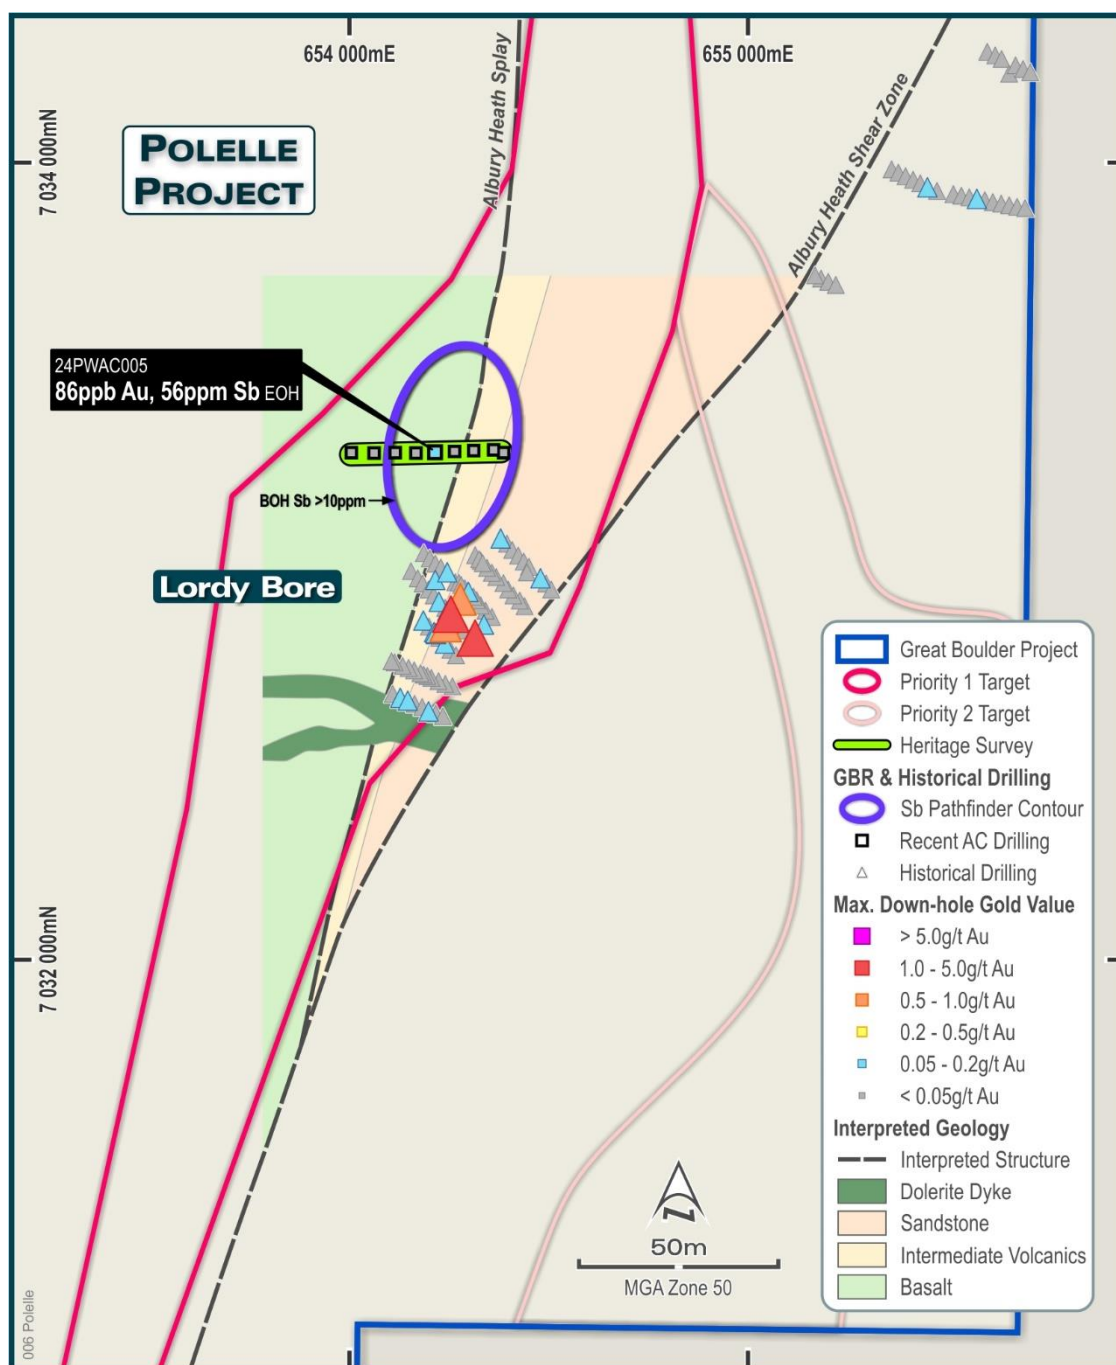 654 000mE
655 000mE
Albury Heath Splay
Albury Heath Shear Zone
7 034 000mN
POLELLE
PROJECT
24PWAC005
86ppb Au, 56ppm Sb EOH
BOH Sb >10ppm
Lordy Bore
7 032 000mN
Great Boulder Project
Priority 1 Target
Priority 2 Target
Heritage Survey
GBR & Historical Drilling
Sb Pathfinder Contour
Recent AC Drilling
Historical Drilling
Max. Down-hole Gold Value
> 5.0g/t Au
1.0 - 5.0g/t Au
0.5 - 1.0g/t Au
0.2 - 0.5g/t Au
0.05 - 0.2g/t Au
< 0.05g/t Au
Interpreted Geology
Interpreted Structure
Dolerite Dyke
Sandstone
Intermediate Volcanics
Basalt
N
50m
MGA Zone 50
006 Polelle